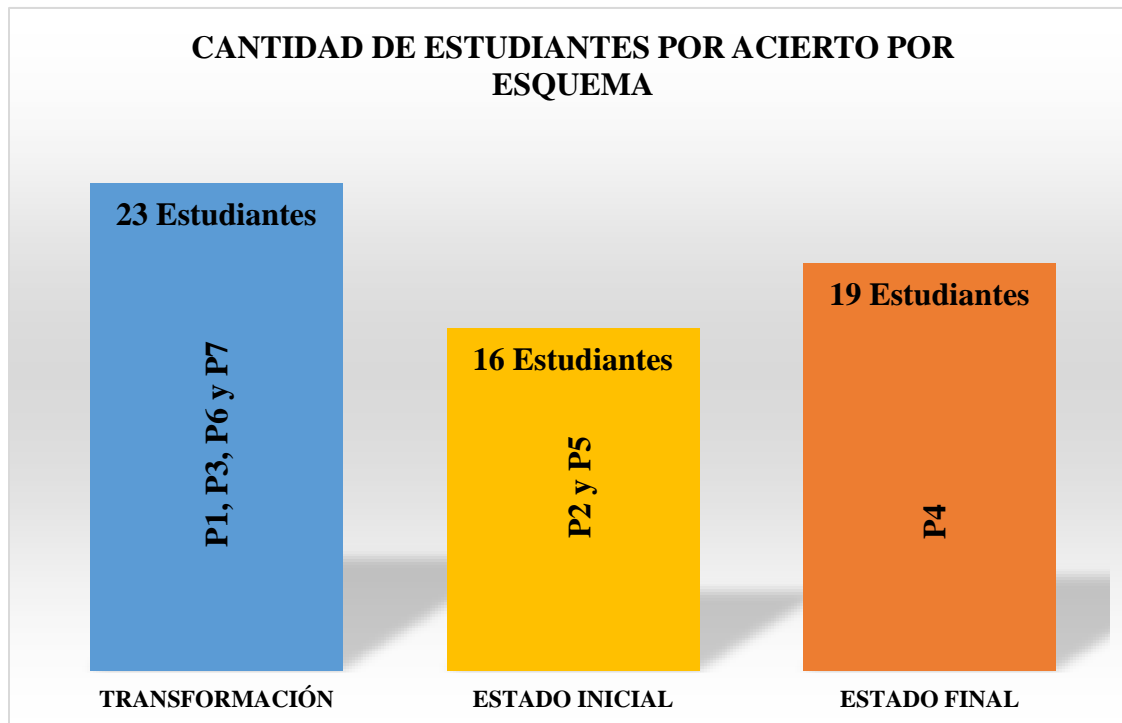 CANTIDAD DE ESTUDIANTES POR ACIERTO POR
ESQUEMA
23 Estudiantes
P1, P3, P6 y P7
16 Estudiantes
P2 y P5
19 Estudiantes
P4
TRANSFORMACIÓN
ESTADO INICIAL
ESTADO FINAL